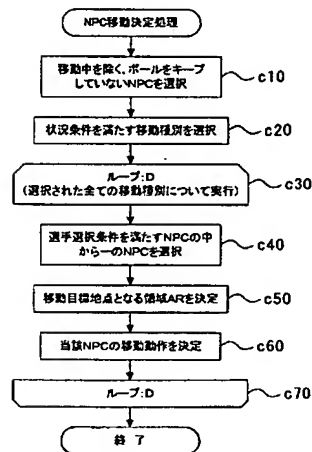 NPC移動決定処理
移動中を除く、ボールをキープ
していないNPCを選択
c10
状況条件を満たす移動種別を選択
c20
ループ:D
(選択された全ての移動種別について実行)
c30
選手選択条件を満たすNPCの中
から一のNPCを選択
c40
移動目標地点となる領域ARを決定
c50
当該NPCの移動動作を決定
c60
ループ:D
c70
終了